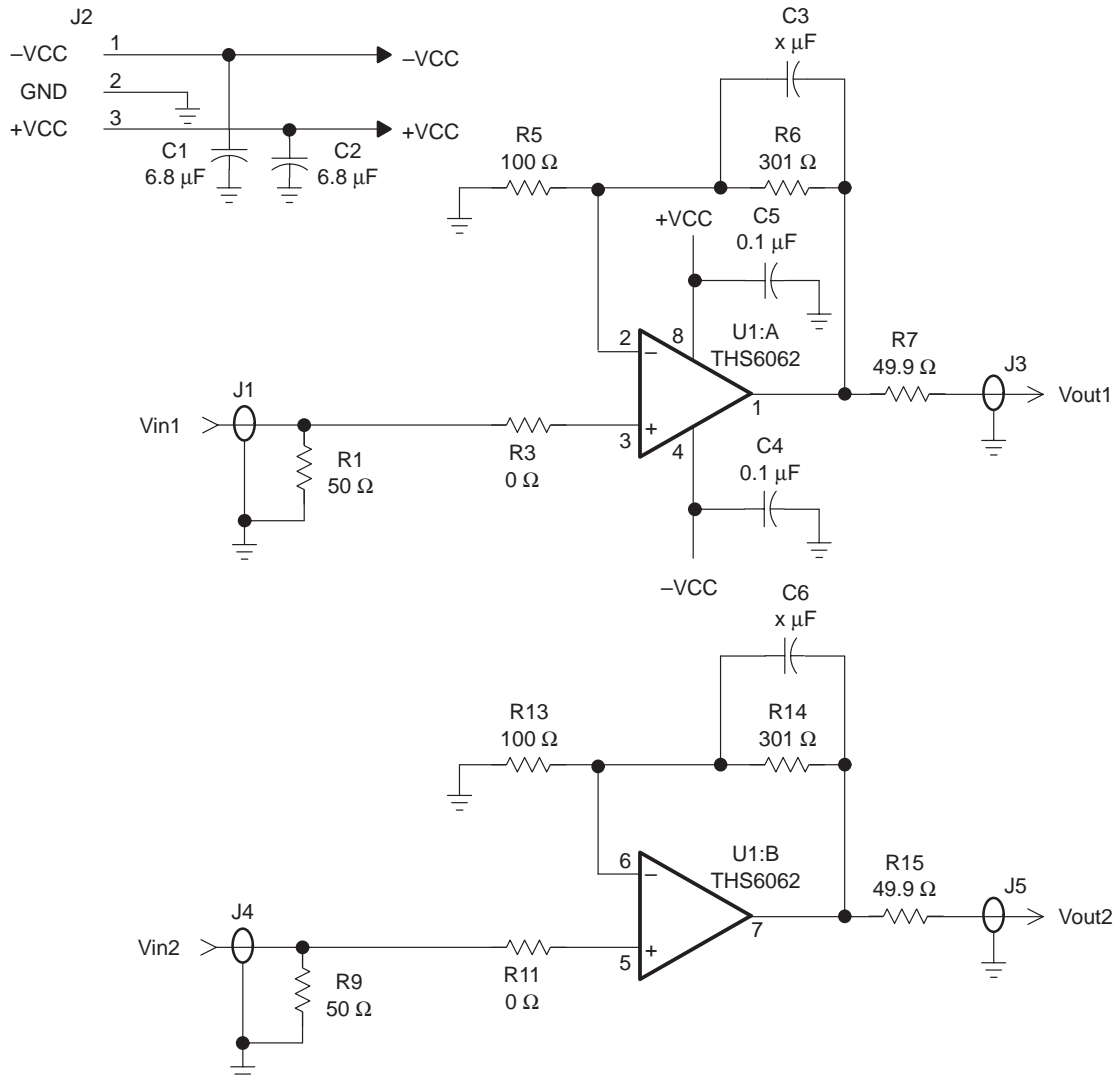 J2
–VCC 1 –VCC
GND 2
+VCC 3 +VCC
C1
6.8 µF
C2
6.8 µF
C3
x µF
R5
100 Ω
R6
301 Ω
+VCC
C5
0.1 µF
U1:A
THS6062
2
–
8
3
+
4
1
R7
49.9 Ω
J3
Vout1
J1
Vin1
R1
50 Ω
R3
0 Ω
C4
0.1 µF
–VCC
C6
x µF
R13
100 Ω
R14
301 Ω
U1:B
THS6062
6
–
5
+
7
R15
49.9 Ω
J5
Vout2
J4
Vin2
R9
50 Ω
R11
0 Ω